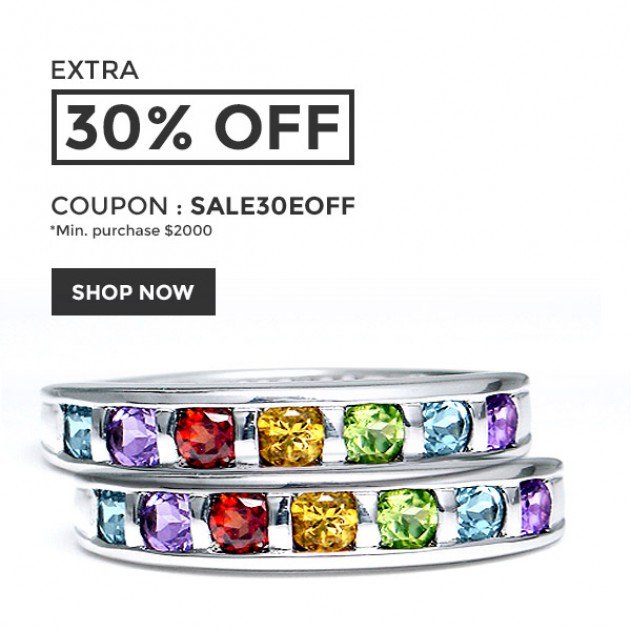 EXTRA
30% OFF
COUPON : SALE30EOFF
*Min. purchase $2000
SHOP NOW